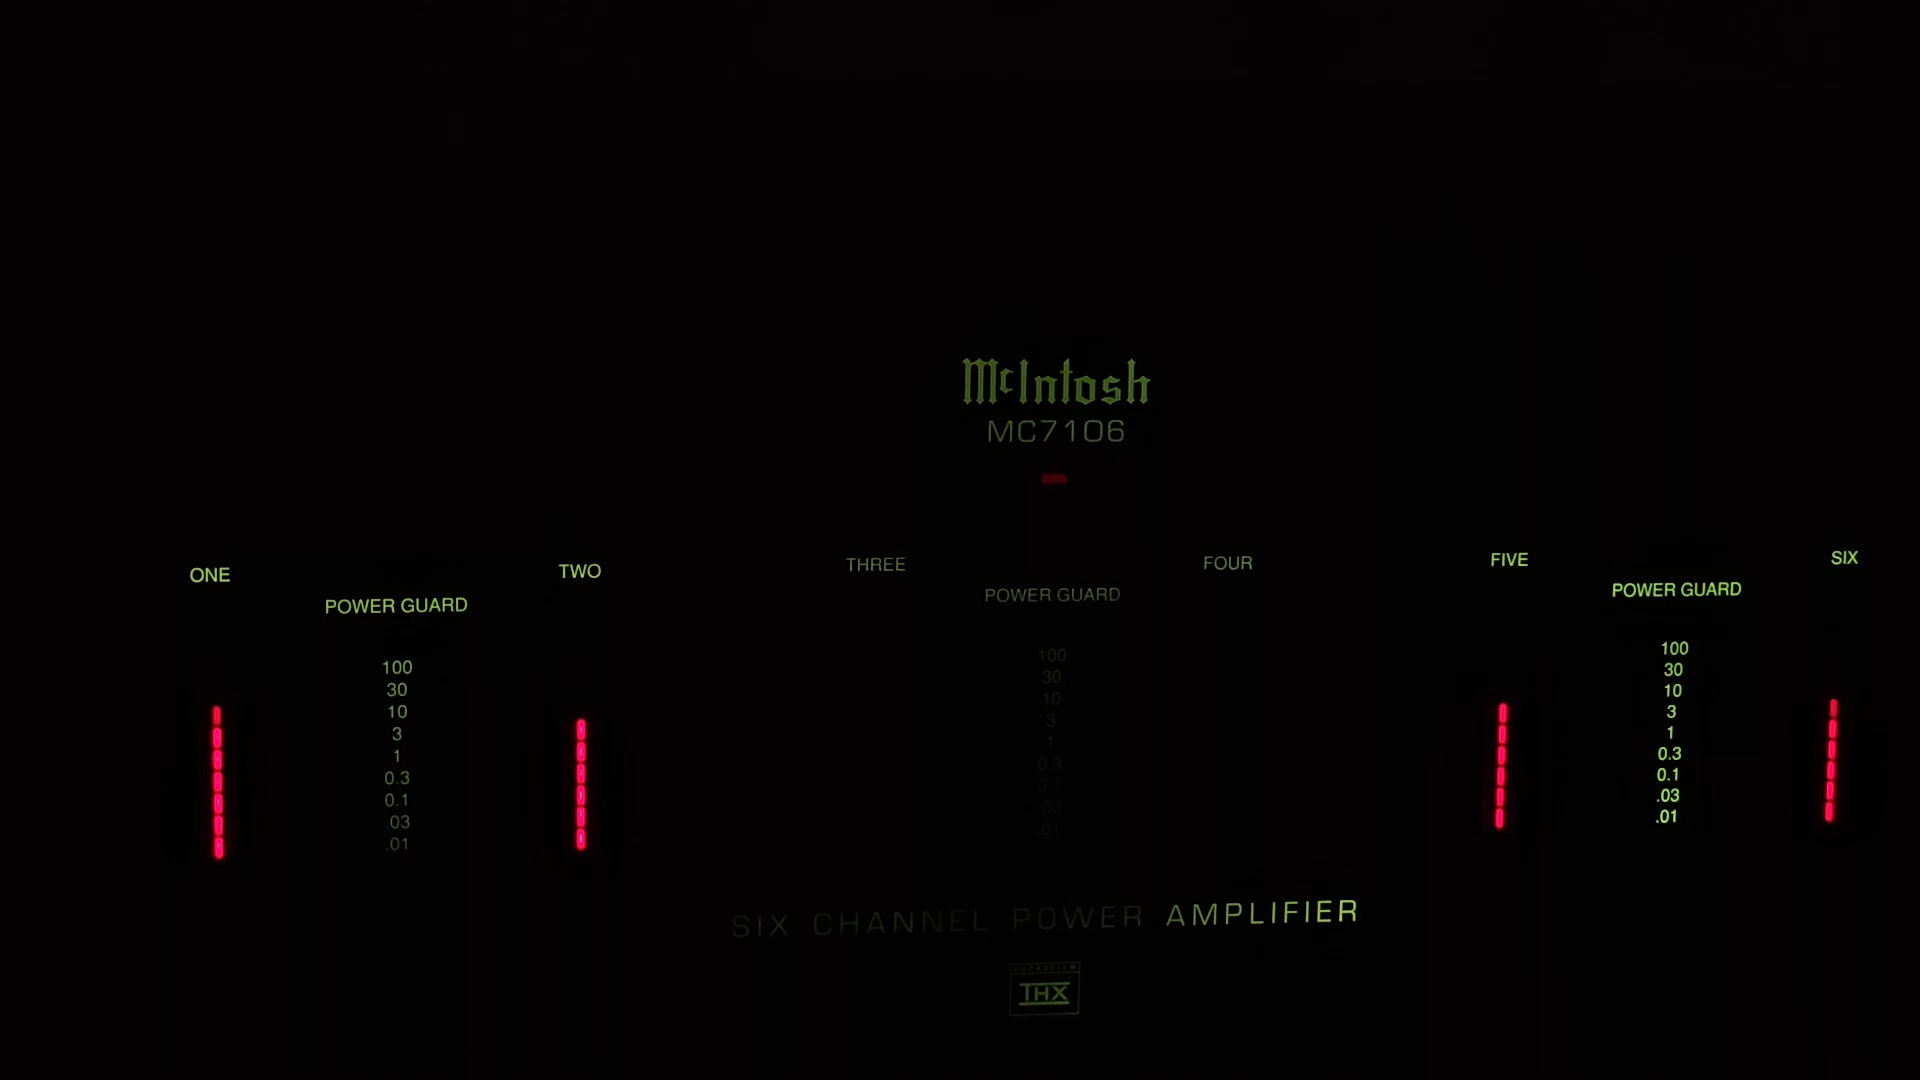 McIntosh
MC7106
ONE
TWO
THREE
FOUR
FIVE
SIX
POWER GUARD
POWER GUARD
POWER GUARD
100
30
10
3
1
0.3
0.1
.03
.01
100
30
10
3
1
0.3
0.1
.03
.01
100
30
10
3
1
0.3
0.1
.03
.01
SIX CHANNEL POWER AMPLIFIER
LUCASFILM
THX